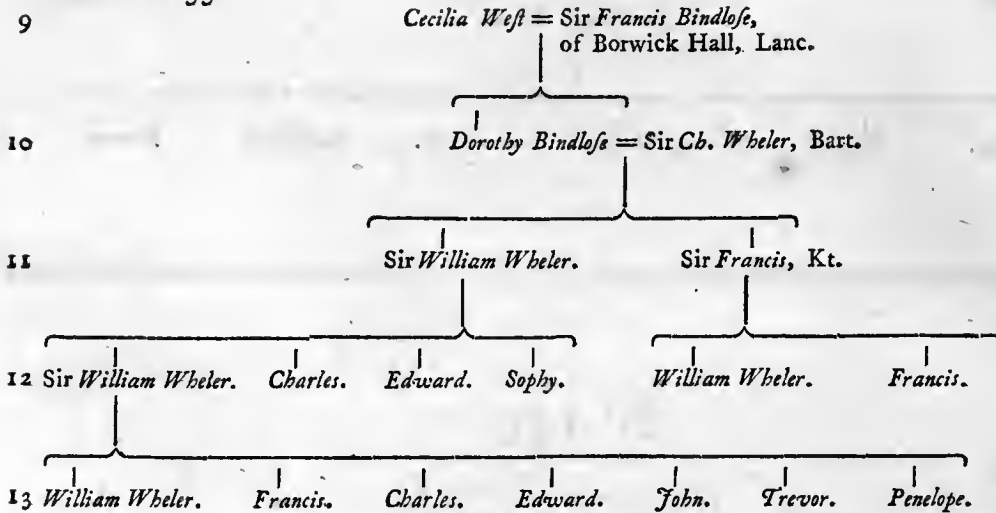 9 Cecilia Weſt = Sir Francis Bindloſe,
of Borwick Hall, Lanc.
10 Dorothy Bindloſe = Sir Ch. Wheler, Bart.
11 Sir William Wheler. Sir Francis, Kt.
12 Sir William Wheler. Charles. Edward. Sophy. William Wheler. Francis.
13 William Wheler. Francis. Charles. Edward. John. Trevor. Penelope.